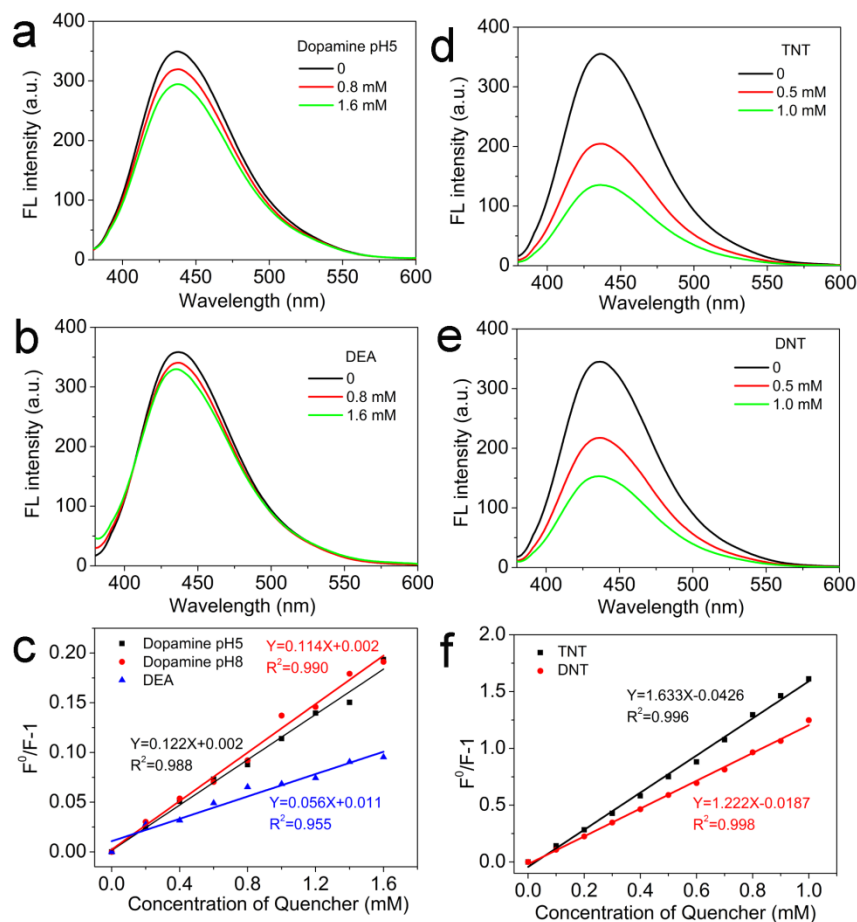 a
Dopamine pH5
0
0.8 mM
1.6 mM
400
300
200
100
0
FL intensity (a.u.)
400 450 500 550 600
Wavelength (nm)
d
TNT
0
0.5 mM
1.0 mM
400
300
200
100
0
FL intensity (a.u.)
400 450 500 550 600
Wavelength (nm)
b
DEA
0
0.8 mM
1.6 mM
400
300
200
100
0
FL intensity (a.u.)
400 450 500 550 600
Wavelength (nm)
e
DNT
0
0.5 mM
1.0 mM
400
300
200
100
0
FL intensity (a.u.)
400 450 500 550 600
Wavelength (nm)
c
Dopamine pH5
Dopamine pH8
DEA
Y=0.114X+0.002
R²=0.990
Y=0.122X+0.002
R²=0.988
Y=0.056X+0.011
R²=0.955
0.20
0.15
0.10
0.05
0.00
F⁰/F-1
0.0 0.4 0.8 1.2 1.6
Concentration of Quencher (mM)
f
TNT
DNT
Y=1.633X-0.0426
R²=0.996
Y=1.222X-0.0187
R²=0.998
2.0
1.5
1.0
0.5
0.0
F⁰/F-1
0.0 0.2 0.4 0.6 0.8 1.0
Concentration of Quencher (mM)